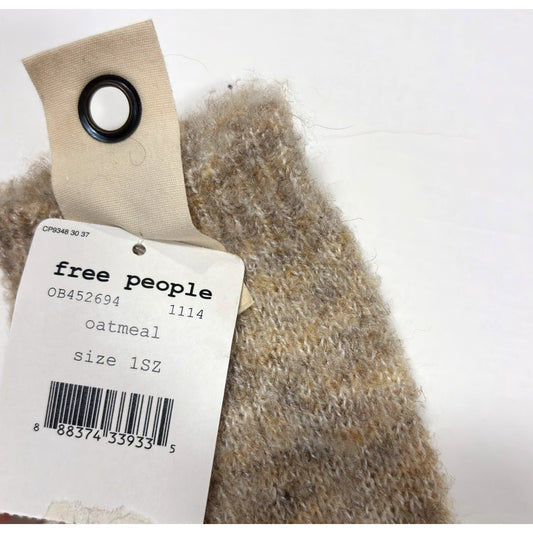 CP9348 30 37
free people
OB452694 1114
oatmeal
size 1SZ
8 88374 33933 5